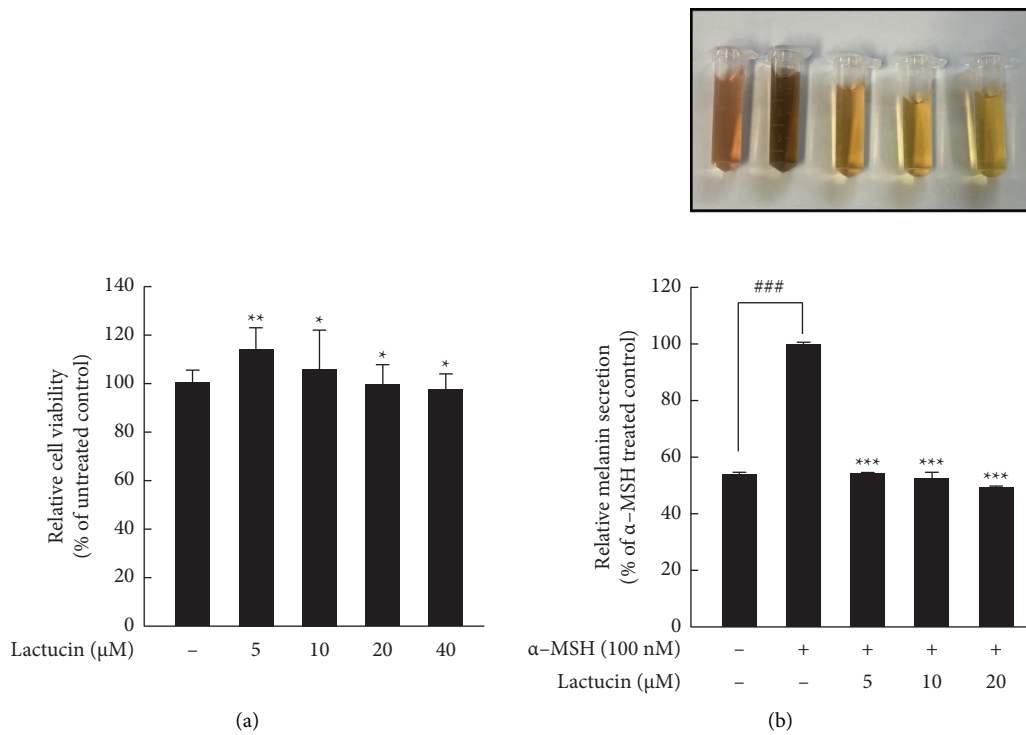 Relative cell viability
(% of untreated control)
140
120
100
80
60
40
20
0
**
*
*
*
Lactucin (μM) – 5 10 20 40
(a)
Relative melanin secretion
(% of α–MSH treated control)
120
100
80
60
40
20
0
###
***
***
***
α–MSH (100 nM) – + + + +
Lactucin (μM) – – 5 10 20
(b)